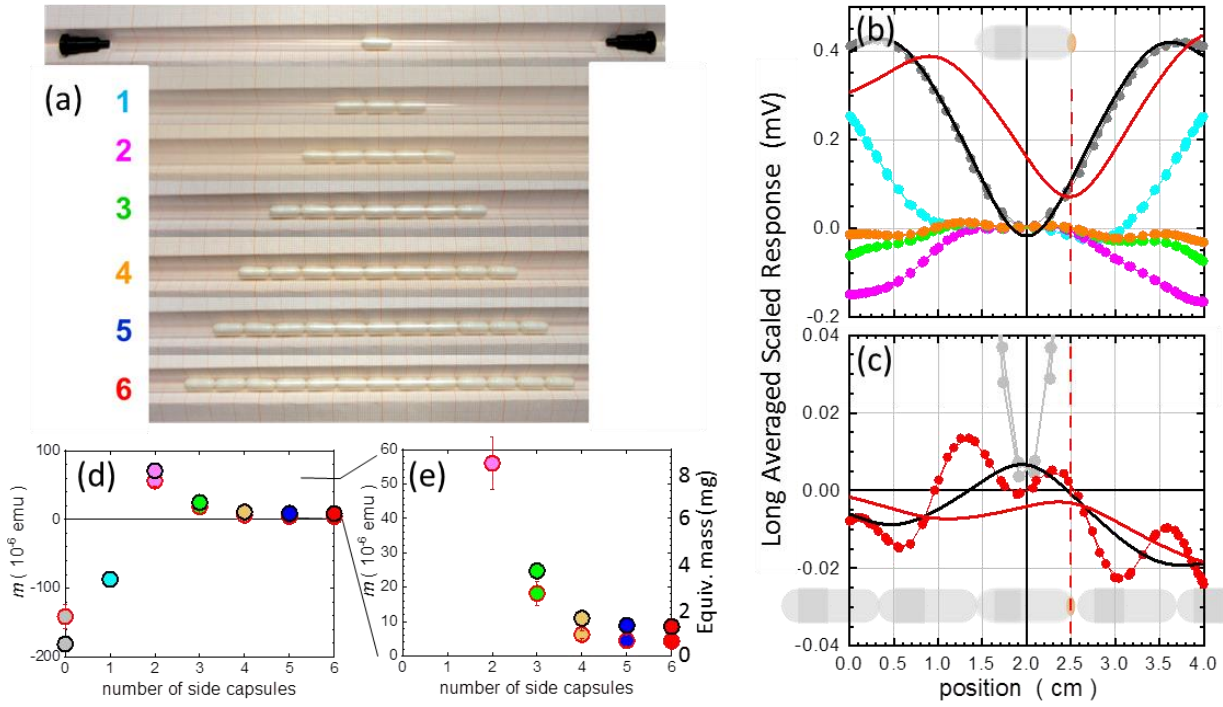 (a)
1
2
3
4
5
6
(b)
0.4
0.2
0.0
-0.2
(c)
0.04
0.02
0.00
-0.02
-0.04
0.0 0.5 1.0 1.5 2.0 2.5 3.0 3.5 4.0
position ( cm )
Long Averaged Scaled Response (mV)
(d)
100
0
-100
-200
m ( 10-6 emu )
0 1 2 3 4 5 6
number of side capsules
(e)
60
50
40
30
20
10
0
m ( 10-6 emu )
8
6
4
2
0
Equiv. mass (mg)
0 1 2 3 4 5 6
number of side capsules